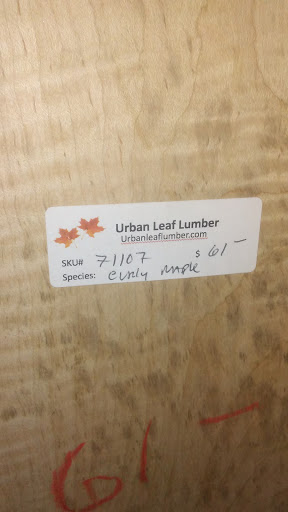 Urban Leaf Lumber
Urbanleaflumber.com
SKU# 71107 $ 61-
Species: Curly maple
61-